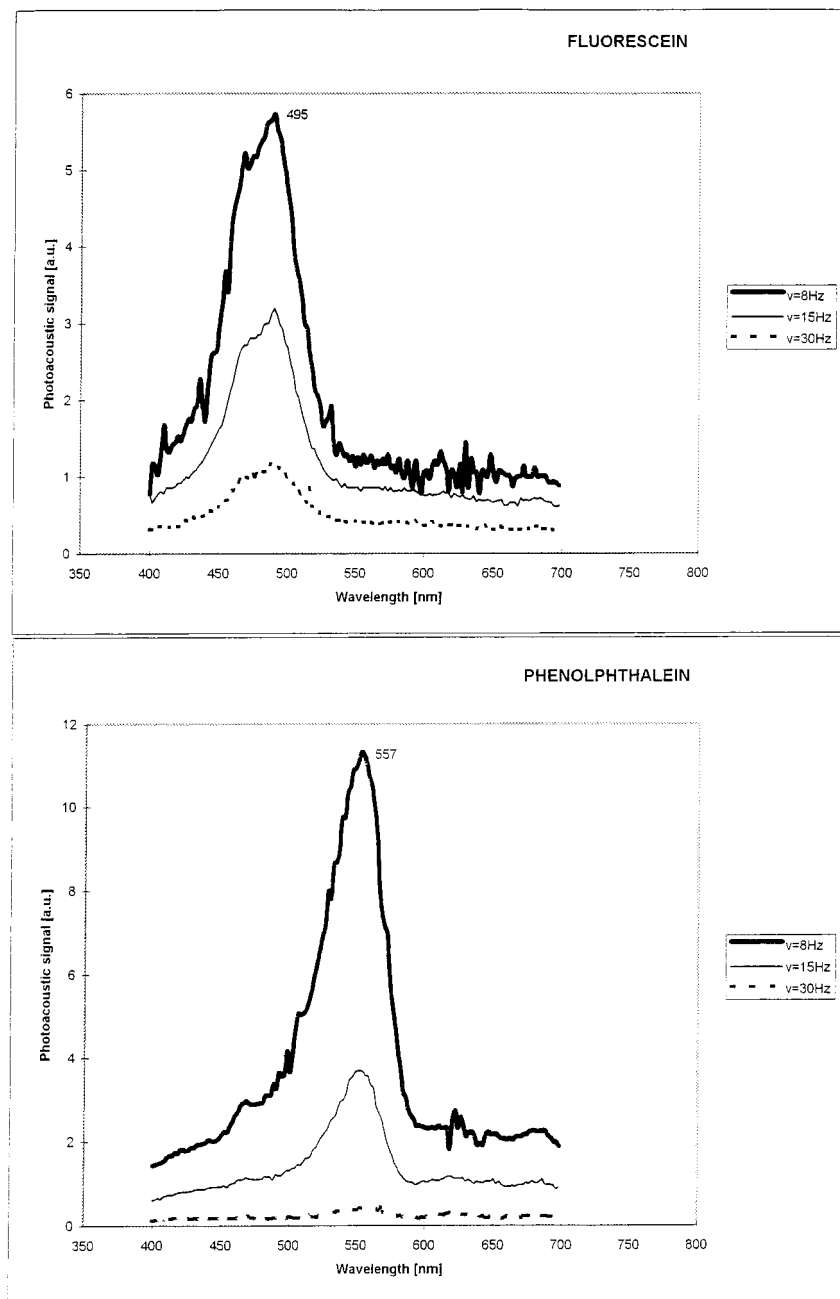 FLUORESCEIN
6
5
4
3
2
1
0
Photoacoustic signal [a.u.]
495
350 400 450 500 550 600 650 700 750 800
Wavelength [nm]
v=8Hz
v=15Hz
v=30Hz
PHENOLPHTHALEIN
12
10
8
6
4
2
0
Photoacoustic signal [a.u.]
557
350 400 450 500 550 600 650 700 750 800
Wavelength [nm]
v=8Hz
v=15Hz
v=30Hz